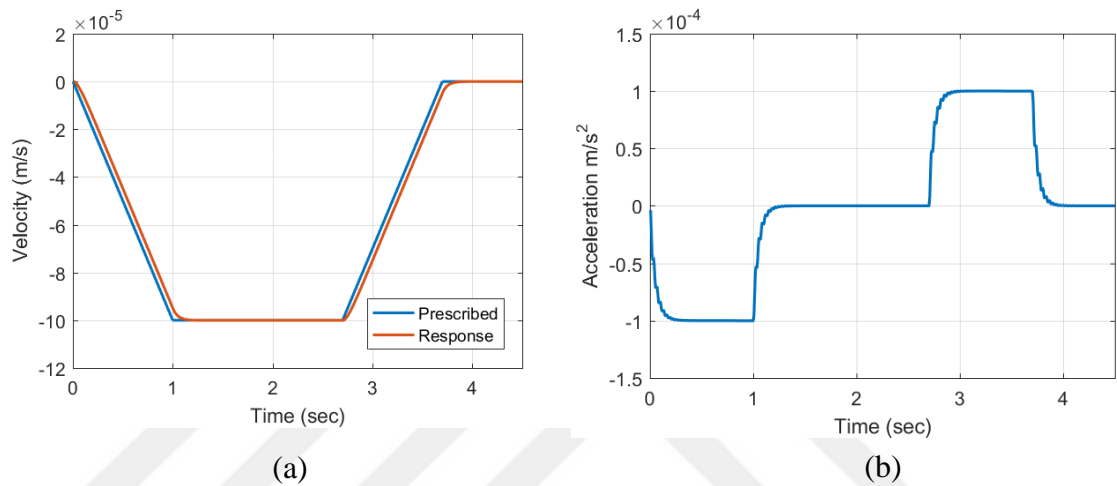 ×10⁻⁵
2
0
-2
-4
-6
-8
-10
-12
Velocity (m/s)
0 1 2 3 4
Time (sec)
Prescribed
Response
(a)
×10⁻⁴
1.5
1
0.5
0
-0.5
-1
-1.5
Acceleration m/s²
0 1 2 3 4
Time (sec)
(b)